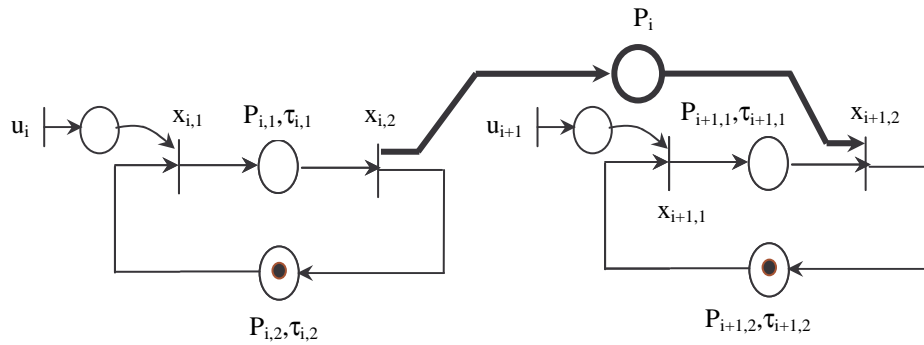 P_i
u_i
x_{i,1}
P_{i,1},τ_{i,1}
x_{i,2}
u_{i+1}
P_{i+1,1},τ_{i+1,1}
x_{i+1,2}
x_{i+1,1}
P_{i,2},τ_{i,2}
P_{i+1,2},τ_{i+1,2}